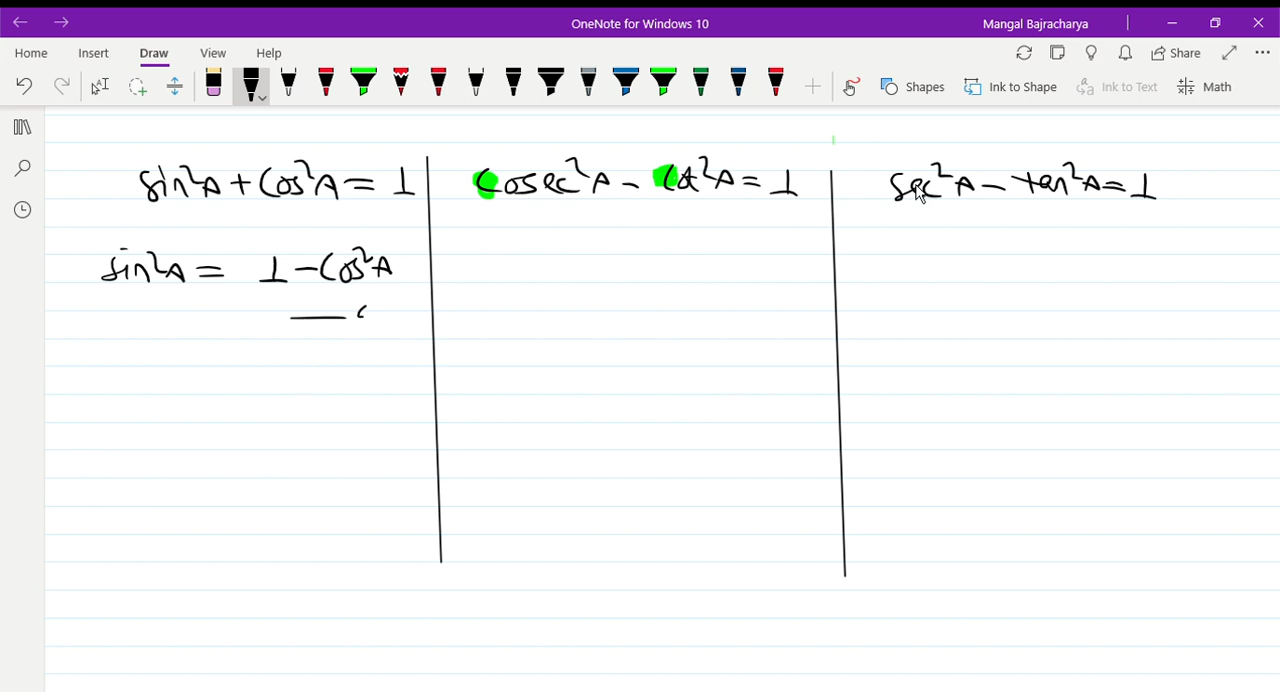 OneNote for Windows 10
Mangal Bajracharya
Home Insert Draw View Help
Share
Shapes Ink to Shape Ink to Text Math
sin²A + Cos²A = 1
Cosec²A - Cot²A = 1
sec²A - tan²A = 1
sin²A = 1 - Cos²A